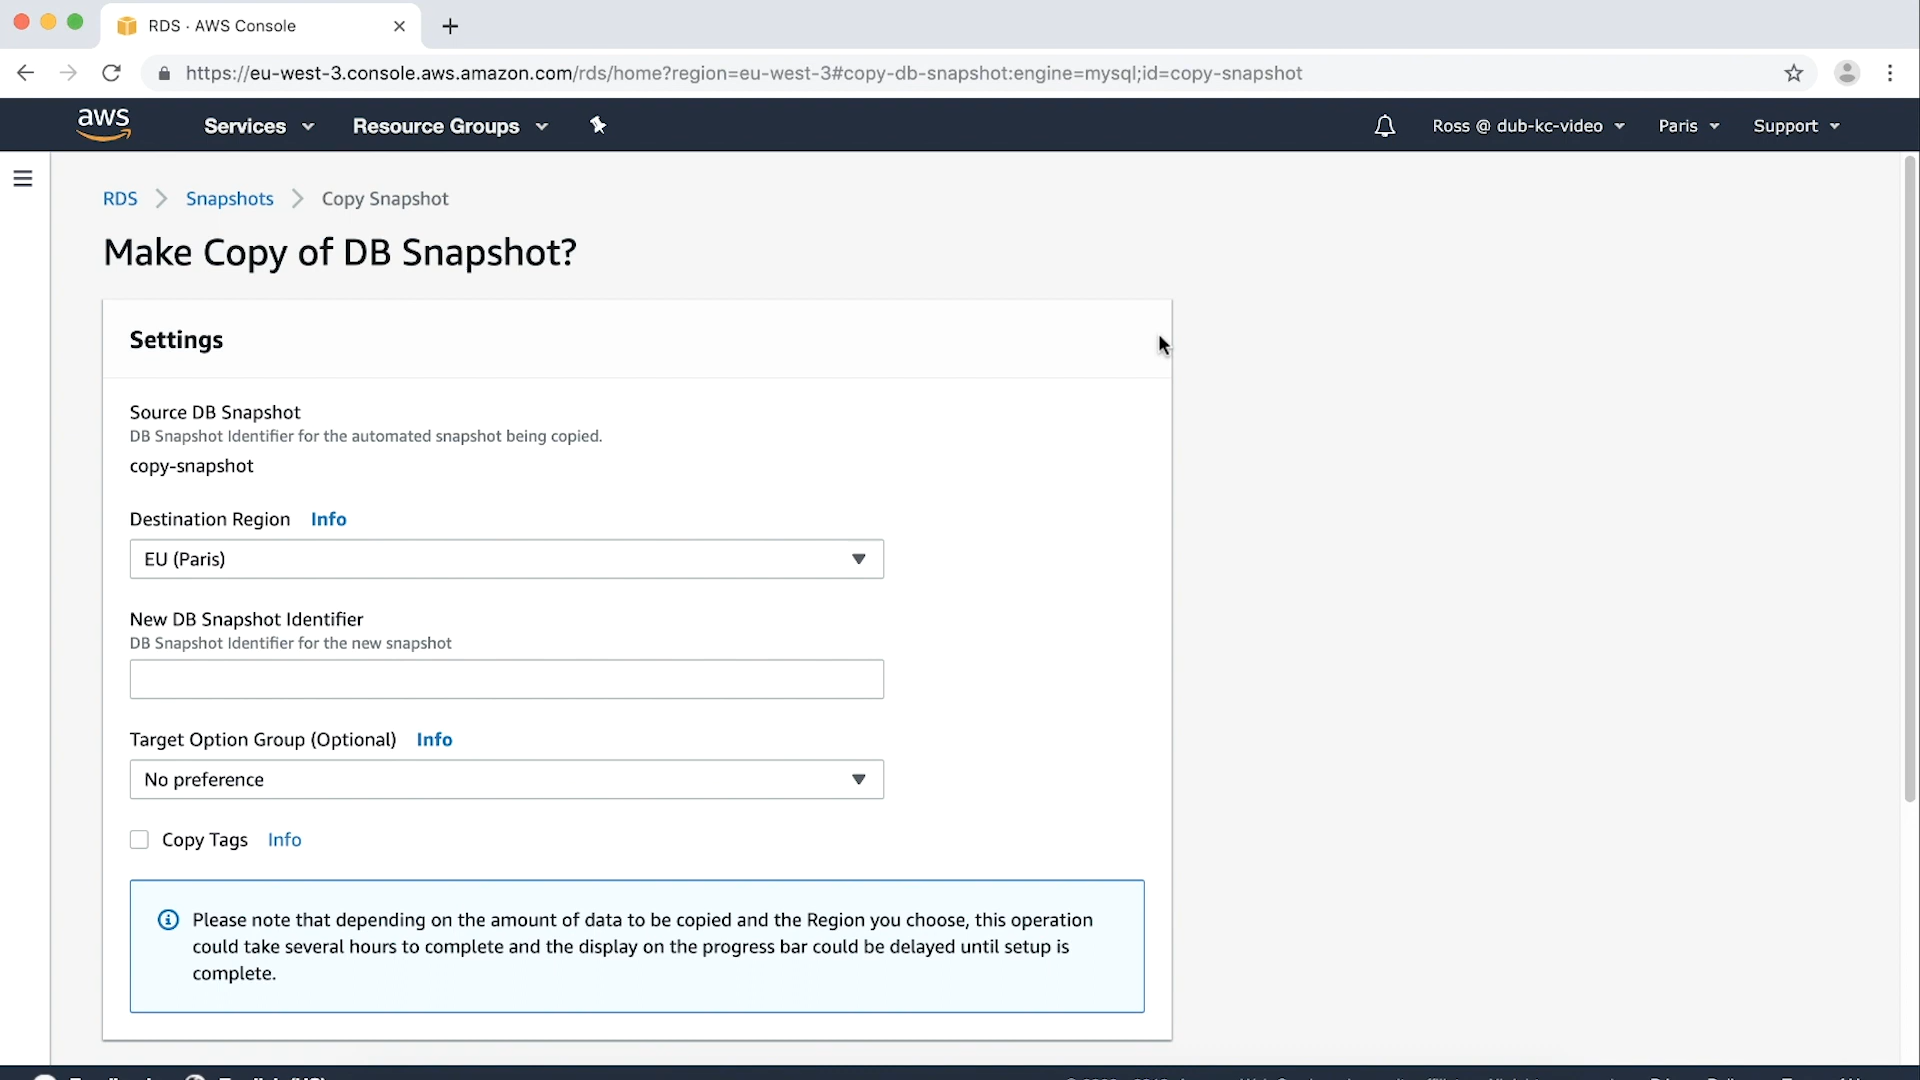 RDS · AWS Console
https://eu-west-3.console.aws.amazon.com/rds/home?region=eu-west-3#copy-db-snapshot:engine=mysql;id=copy-snapshot
aws Services Resource Groups Ross @ dub-kc-video Paris Support
RDS Snapshots Copy Snapshot
Make Copy of DB Snapshot?
Settings
Source DB Snapshot
DB Snapshot Identifier for the automated snapshot being copied.
copy-snapshot
Destination Region Info
EU (Paris)
New DB Snapshot Identifier
DB Snapshot Identifier for the new snapshot
Target Option Group (Optional) Info
No preference
Copy Tags Info
Please note that depending on the amount of data to be copied and the Region you choose, this operation
could take several hours to complete and the display on the progress bar could be delayed until setup is
complete.